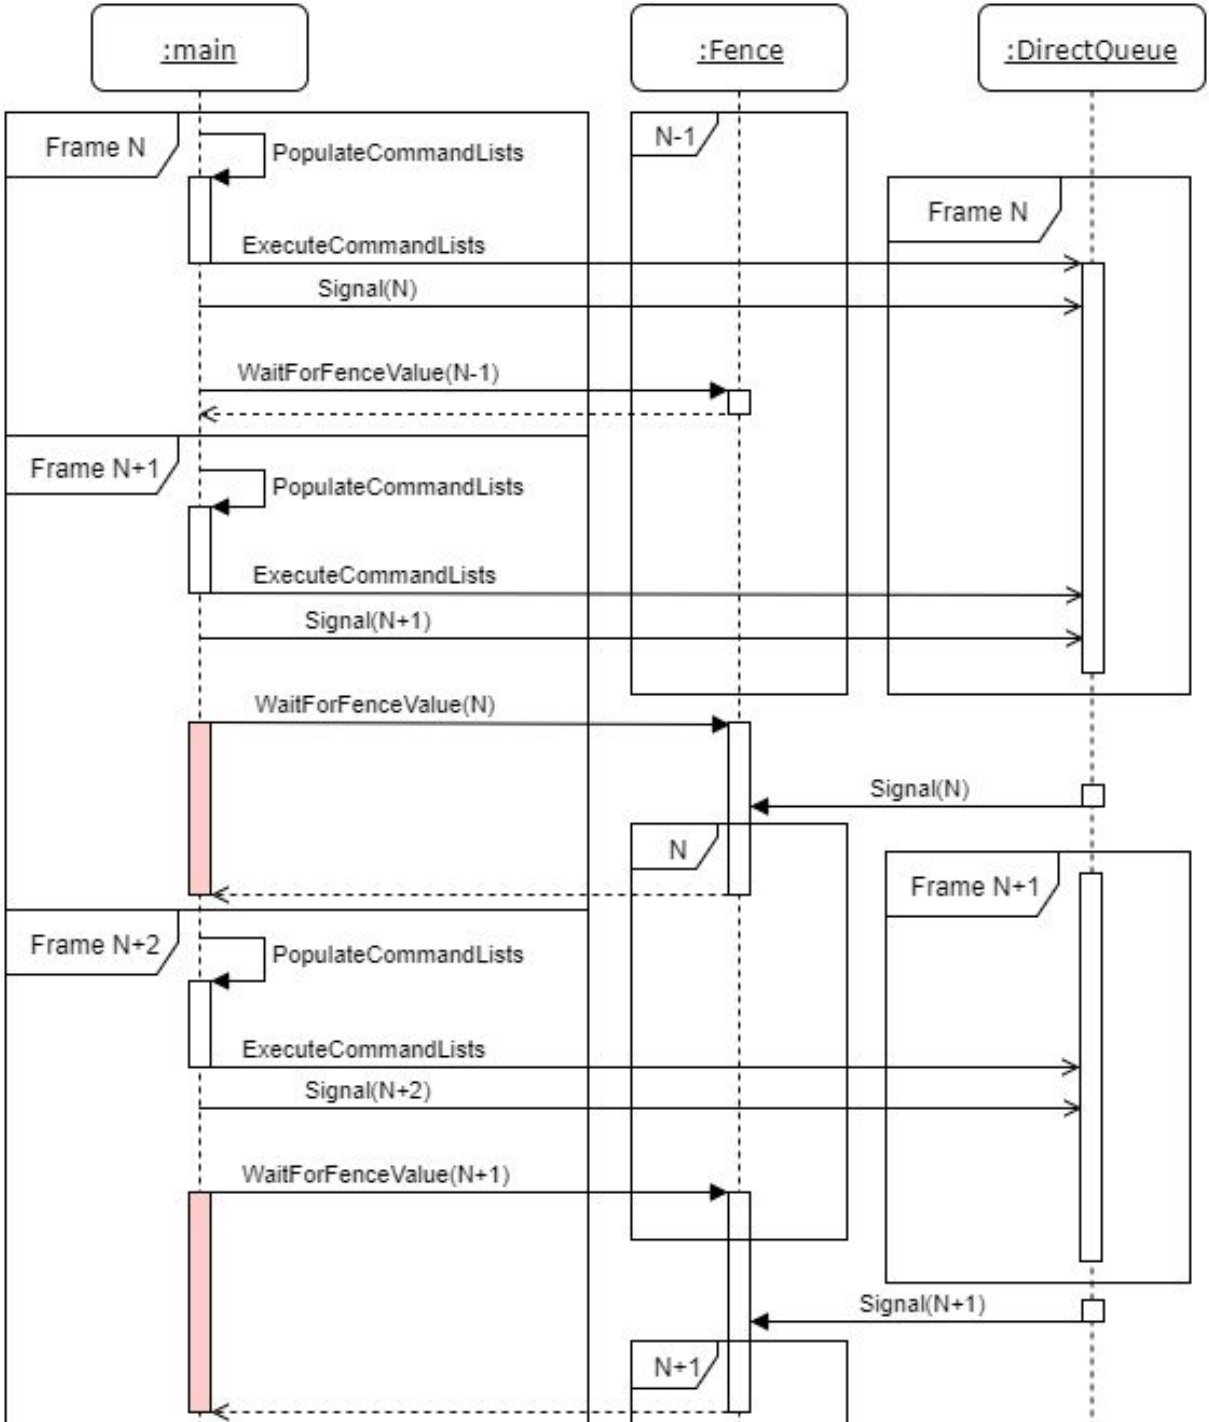 :main
:Fence
:DirectQueue
Frame N
PopulateCommandLists
N-1
Frame N
ExecuteCommandLists
Signal(N)
WaitForFenceValue(N-1)
Frame N+1
PopulateCommandLists
ExecuteCommandLists
Signal(N+1)
WaitForFenceValue(N)
Signal(N)
N
Frame N+1
Frame N+2
PopulateCommandLists
ExecuteCommandLists
Signal(N+2)
WaitForFenceValue(N+1)
Signal(N+1)
N+1